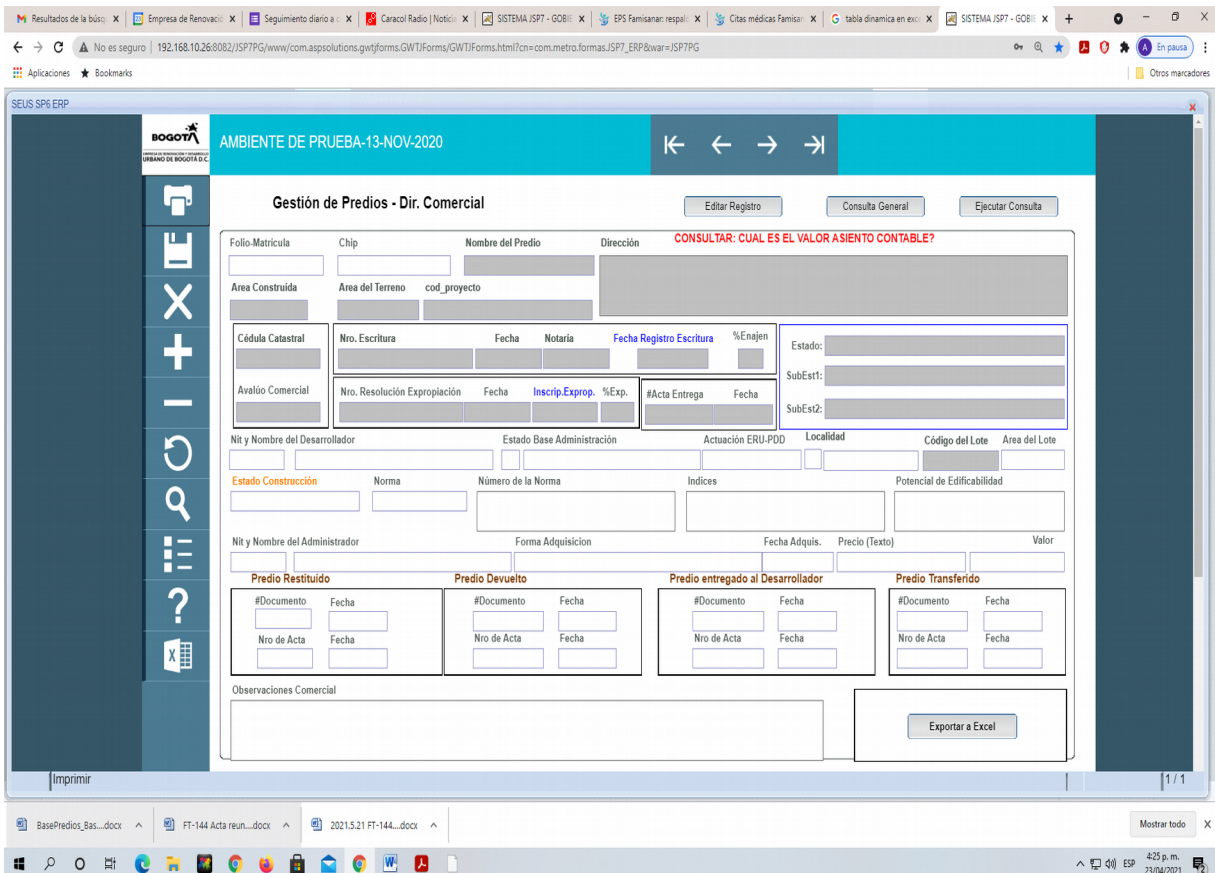 Resultados de la búsq. Empresa de Renovació Seguimiento diario a c Caracol Radio | Noticia SISTEMA JSP7 - GOBIE EPS Famisanar: respald Citas médicas Famisan tabla dinamica en exce SISTEMA JSP7 - GOBIE
No es seguro | 192.168.10.26:8082/JSP7PG/www/com.aspsolutions.gwtjforms.GWTJForms/GWTJForms.html?cn=com.metro.formas.JSP7_ERP&war=JSP7PG A En pausa
Aplicaciones Bookmarks Otros marcadores
SEUS SP6 ERP
BOGOTÁ
URBANO DE BOGOTÁ D.C.
AMBIENTE DE PRUEBA-13-NOV-2020
Gestión de Predios - Dir. Comercial Editar Registro Consulta General Ejecutar Consulta
Folio-Matrícula Chip Nombre del Predio Dirección CONSULTAR: CUAL ES EL VALOR ASIENTO CONTABLE?
Area Construida Area del Terreno cod_proyecto
Cédula Catastral Nro. Escritura Fecha Notaría Fecha Registro Escritura %Enajen Estado:
SubEst1:
Avalúo Comercial Nro. Resolución Expropiación Fecha Inscrip.Exprop. %Exp. #Acta Entrega Fecha
SubEst2:
Nit y Nombre del Desarrollador Estado Base Administración Actuación ERU-PDD Localidad Código del Lote Area del Lote
Estado Construcción Norma Número de la Norma Indices Potencial de Edificabilidad
Nit y Nombre del Administrador Forma Adquisicion Fecha Adquis. Precio (Texto) Valor
Predio Restituido Predio Devuelto Predio entregado al Desarrollador Predio Transferido
#Documento Fecha #Documento Fecha #Documento Fecha #Documento Fecha
Nro de Acta Fecha Nro de Acta Fecha Nro de Acta Fecha Nro de Acta Fecha
Observaciones Comercial
Exportar a Excel
Imprimir 1 / 1
BasePredios_Bas....docx FT-144 Acta reun....docx 2021.5.21 FT-144....docx Mostrar todo
ESP 4:25 p. m.
23/04/2021